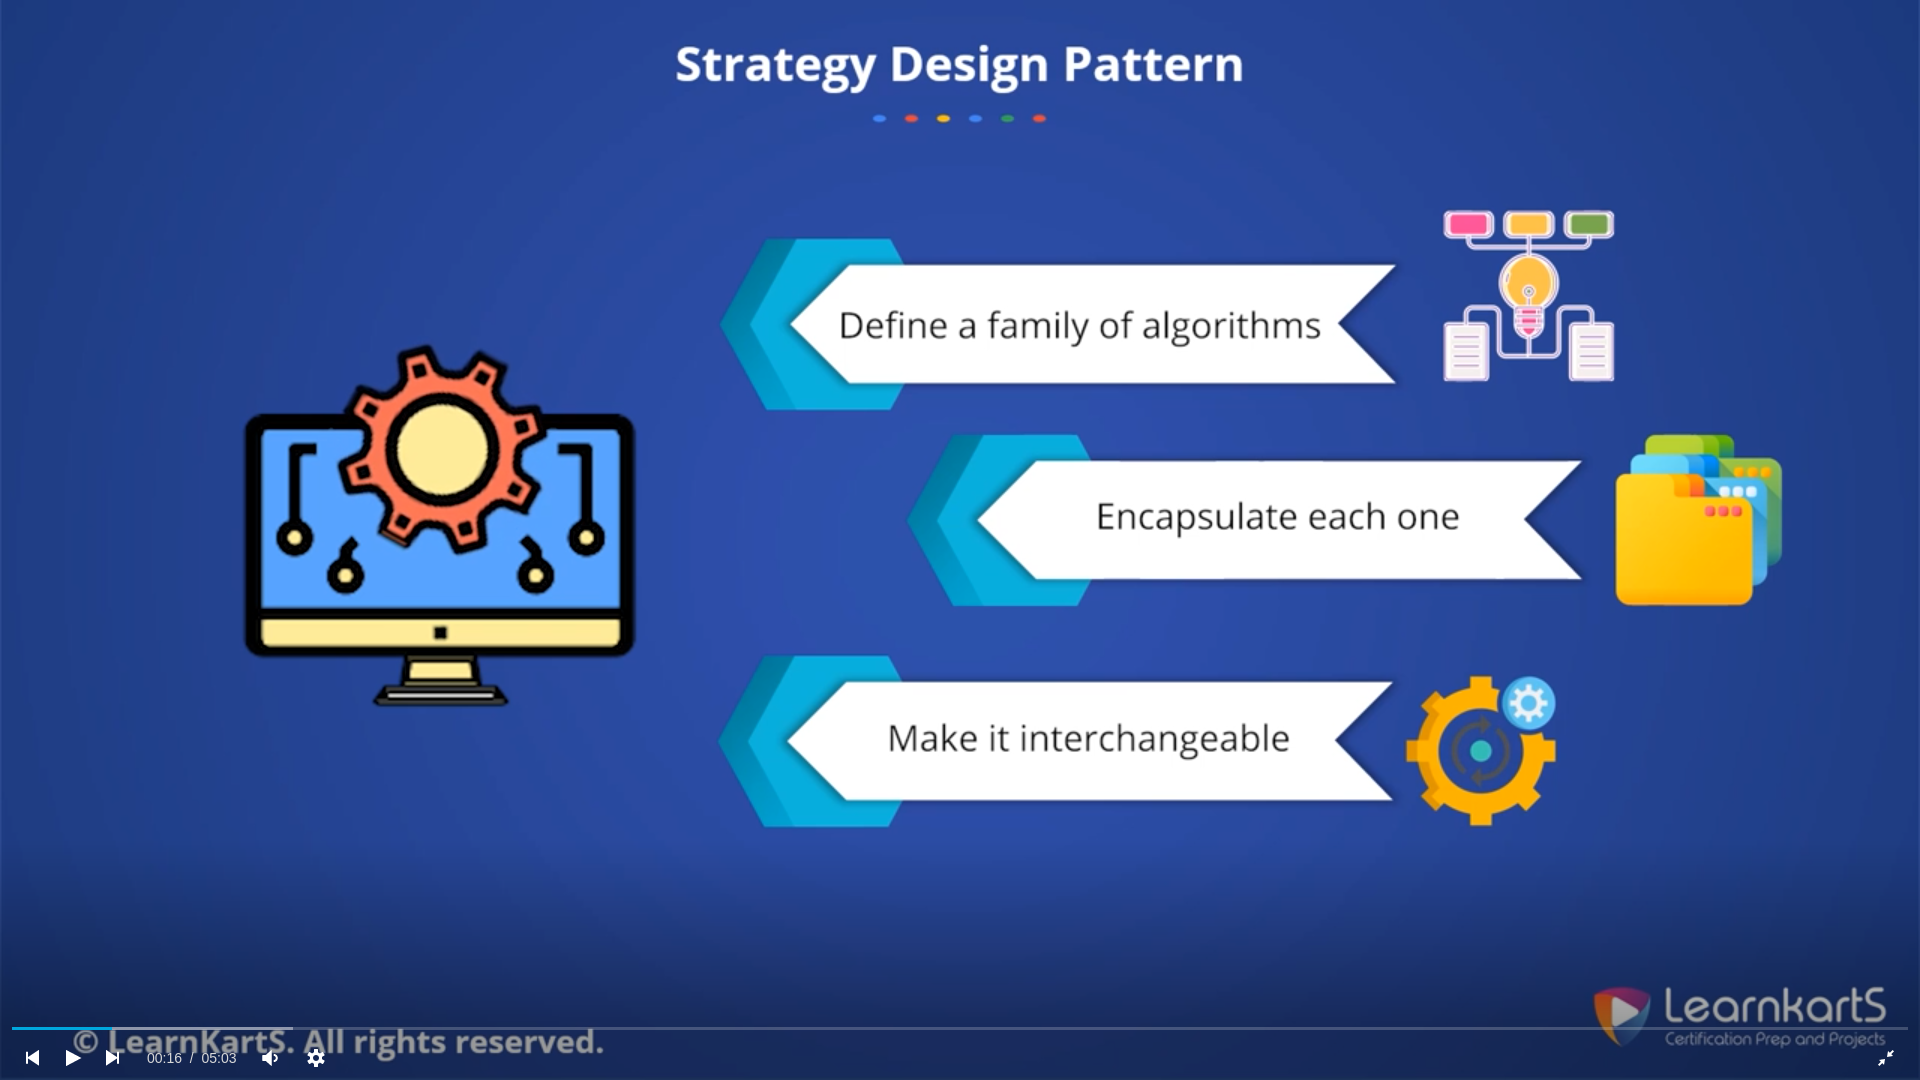 Strategy Design Pattern
Define a family of algorithms
Encapsulate each one
Make it interchangeable
LearnkartS
Certification Prep and Projects
© LearnKartS. All rights reserved.
00:16 / 05:03